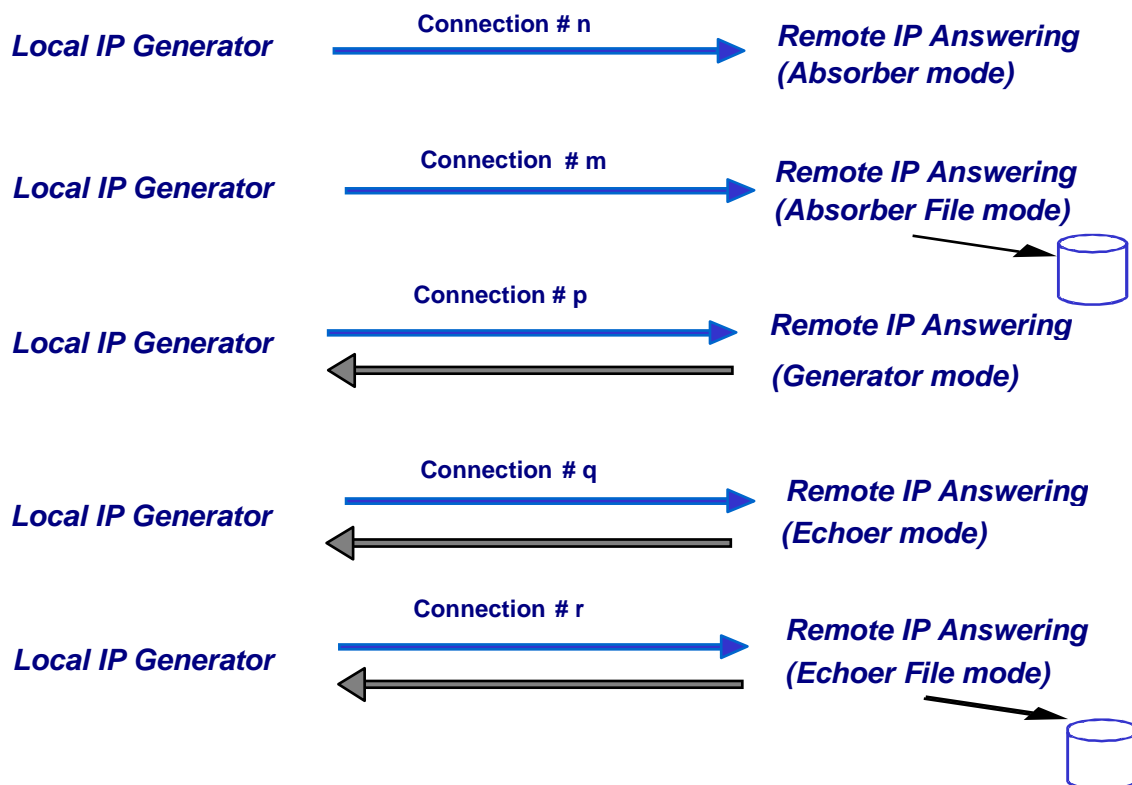 Connection # n
Local IP Generator
Remote IP Answering
(Absorber mode)
Connection # m
Local IP Generator
Remote IP Answering
(Absorber File mode)
Connection # p
Local IP Generator
Remote IP Answering
(Generator mode)
Connection # q
Local IP Generator
Remote IP Answering
(Echoer mode)
Connection # r
Local IP Generator
Remote IP Answering
(Echoer File mode)